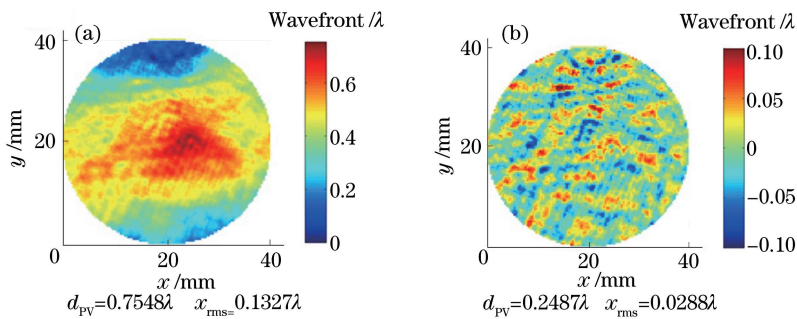 Wavefront /λ
(a)
40
20
0
y /mm
0
20
40
x /mm
0.6
0.4
0.2
0
d_PV=0.7548λ x_rms=0.1327λ
Wavefront /λ
(b)
40
20
0
y /mm
0
20
40
x /mm
0.10
0.05
0
−0.05
−0.10
d_PV=0.2487λ x_rms=0.0288λ